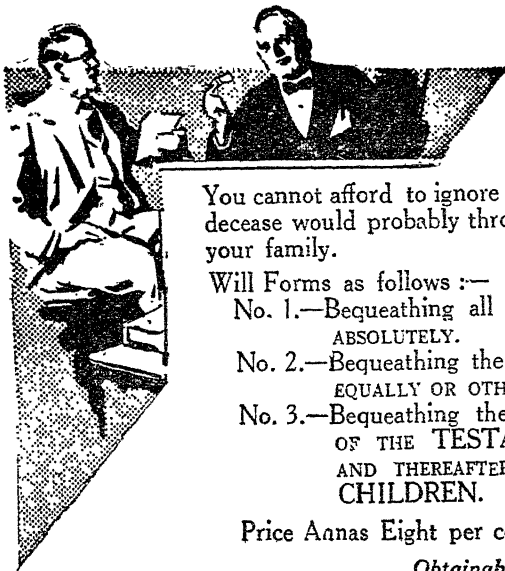 You cannot afford to ignore
decease would probably thro
your family.
Will Forms as follows :—
No. 1.—Bequeathing all
ABSOLUTELY.
No. 2.—Bequeathing the
EQUALLY OR OTH
No. 3.—Bequeathing the
OF THE TESTA
AND THEREAFTER
CHILDREN.
Price Annas Eight per c
Obtainab